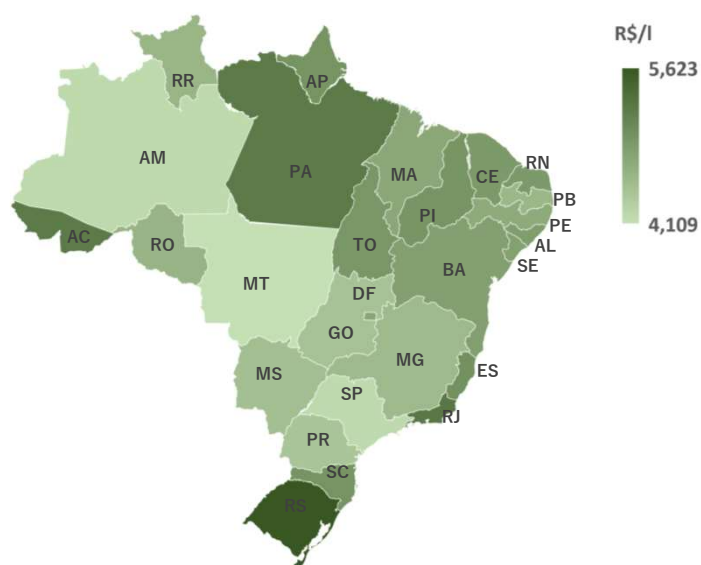 R$/l
5,623
4,109
RR
AP
AM
PA
MA
CE
RN
PB
PI
PE
AL
SE
AC
RO
TO
BA
MT
DF
GO
MG
MS
ES
SP
RJ
PR
SC
RS